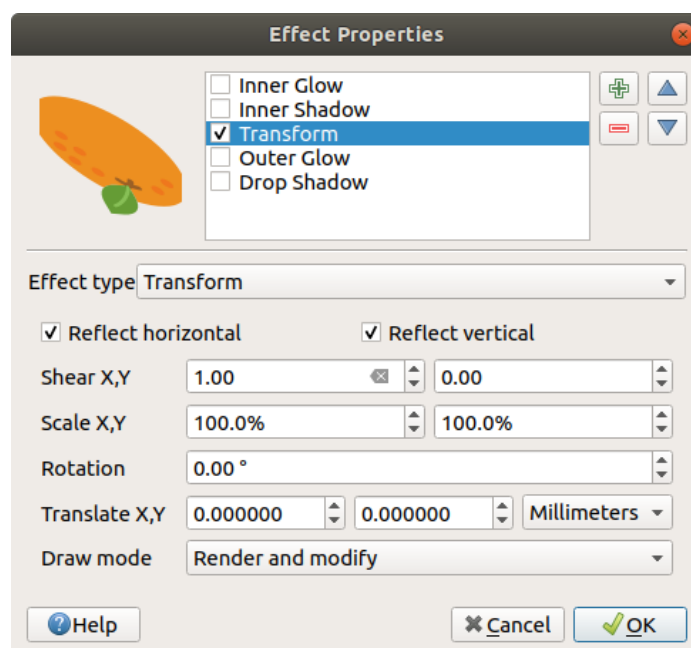 Effect Properties
Inner Glow
Inner Shadow
Transform
Outer Glow
Drop Shadow
Effect type Transform
Reflect horizontal Reflect vertical
Shear X,Y 1.00 0.00
Scale X,Y 100.0% 100.0%
Rotation 0.00 °
Translate X,Y 0.000000 0.000000 Millimeters
Draw mode Render and modify
Help Cancel OK